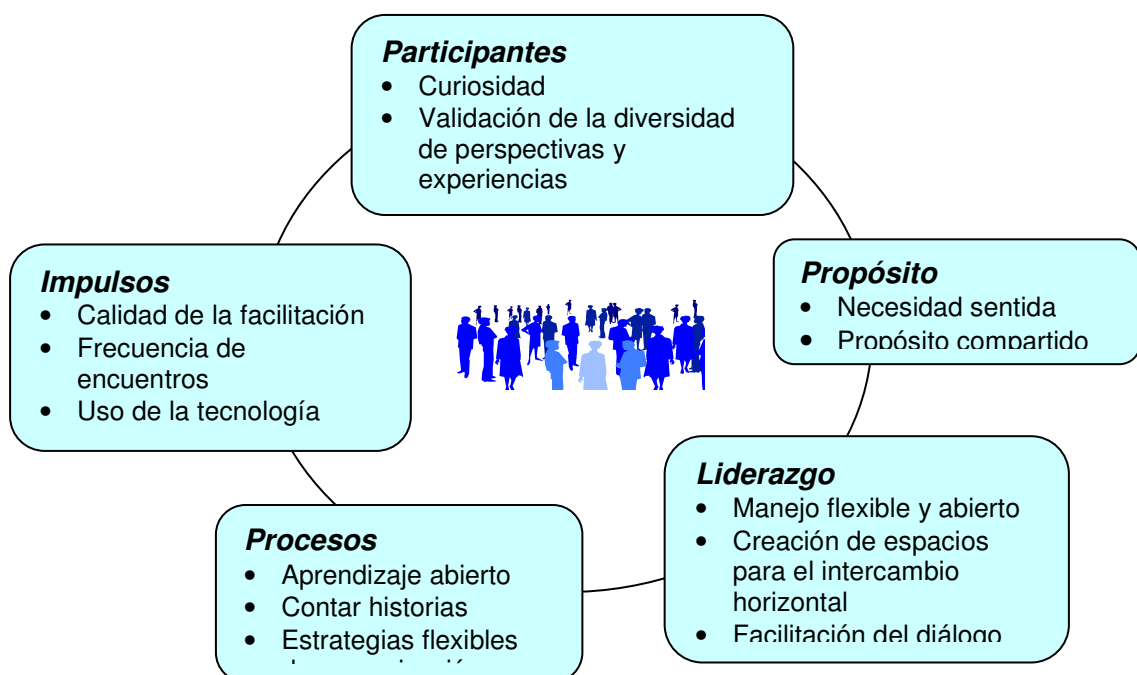 Participantes
• Curiosidad
• Validación de la diversidad
de perspectivas y
experiencias
Impulsos
• Calidad de la facilitación
• Frecuencia de
encuentros
• Uso de la tecnología
Propósito
• Necesidad sentida
• Propósito compartido
Liderazgo
• Manejo flexible y abierto
• Creación de espacios
para el intercambio
horizontal
• Facilitación del diálogo
Procesos
• Aprendizaje abierto
• Contar historias
• Estrategias flexibles